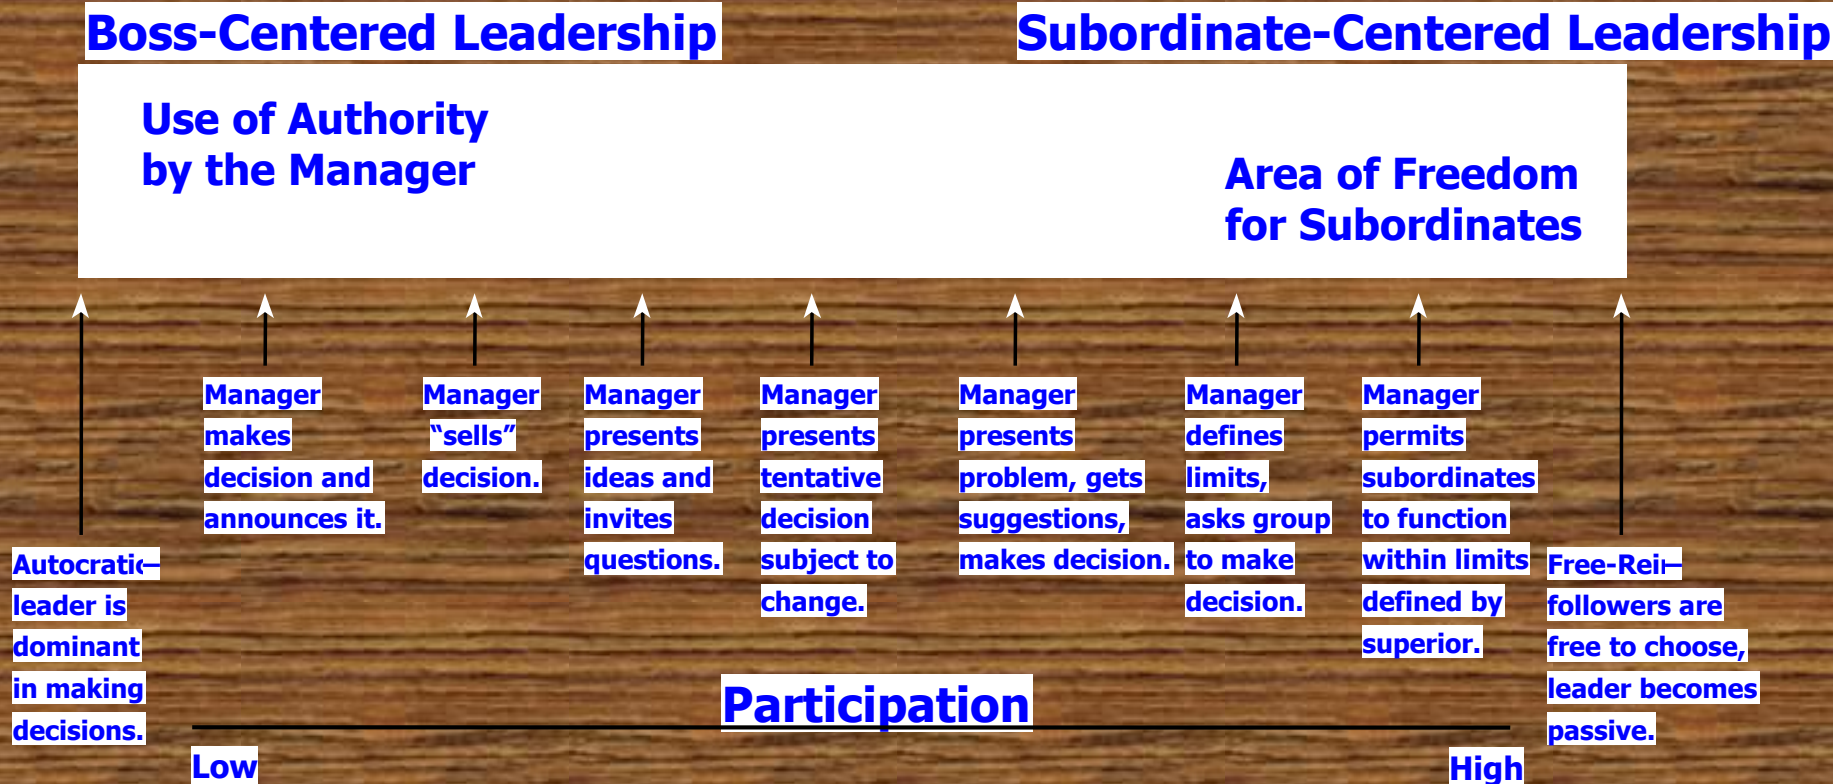 Boss-Centered Leadership
Subordinate-Centered Leadership
Use of Authority
by the Manager
Area of Freedom
for Subordinates
Manager
makes
decision and
announces it.
Manager
“sells”
decision.
Manager
presents
ideas and
invites
questions.
Manager
presents
tentative
decision
subject to
change.
Manager
presents
problem, gets
suggestions,
makes decision.
Manager
defines
limits,
asks group
to make
decision.
Manager
permits
subordinates
to function
within limits
defined by
superior.
Autocratic—
leader is
dominant
in making
decisions.
Free-Rein—
followers are
free to choose,
leader becomes
passive.
Participation
Low
High